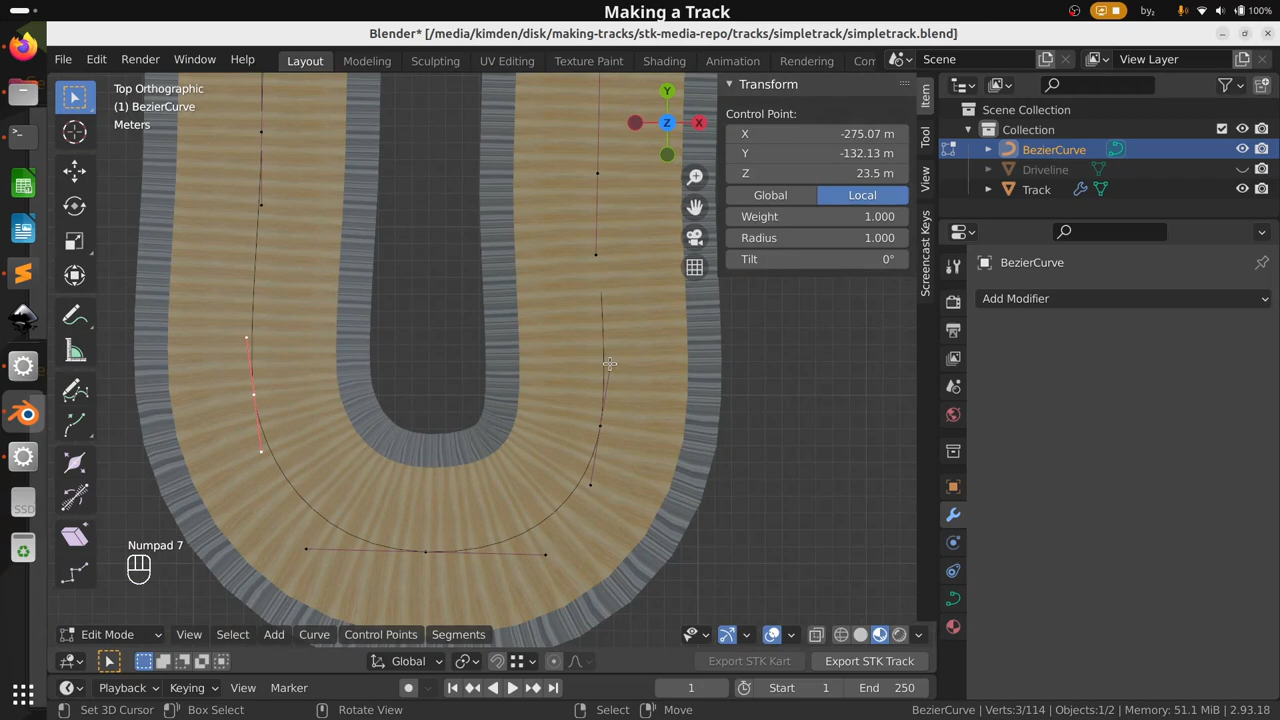 Making a Track
by₂
100%
Blender* [/media/kimden/disk/making-tracks/stk-media-repo/tracks/simpletrack/simpletrack.blend]
File Edit Render Window Help Layout Modeling Sculpting UV Editing Texture Paint Shading Animation Rendering Com Scene View Layer
Top Orthographic
(1) BezierCurve
Meters
Y
Z
X
Transform
Control Point:
X -275.07 m
Y -132.13 m
Z 23.5 m
Global Local
Weight 1.000
Radius 1.000
Tilt 0°
Item
Tool
View
Screencast Keys
Scene Collection
Collection
BezierCurve
Driveline
Track
BezierCurve
Add Modifier
SSD
Numpad 7
Edit Mode View Select Add Curve Control Points Segments
Global Export STK Kart Export STK Track
Playback Keying View Marker 1 Start 1 End 250
Set 3D Cursor Box Select Rotate View Select Move BezierCurve | Verts:3/114 | Objects:1/2 | Memory: 51.1 MiB | 2.93.18